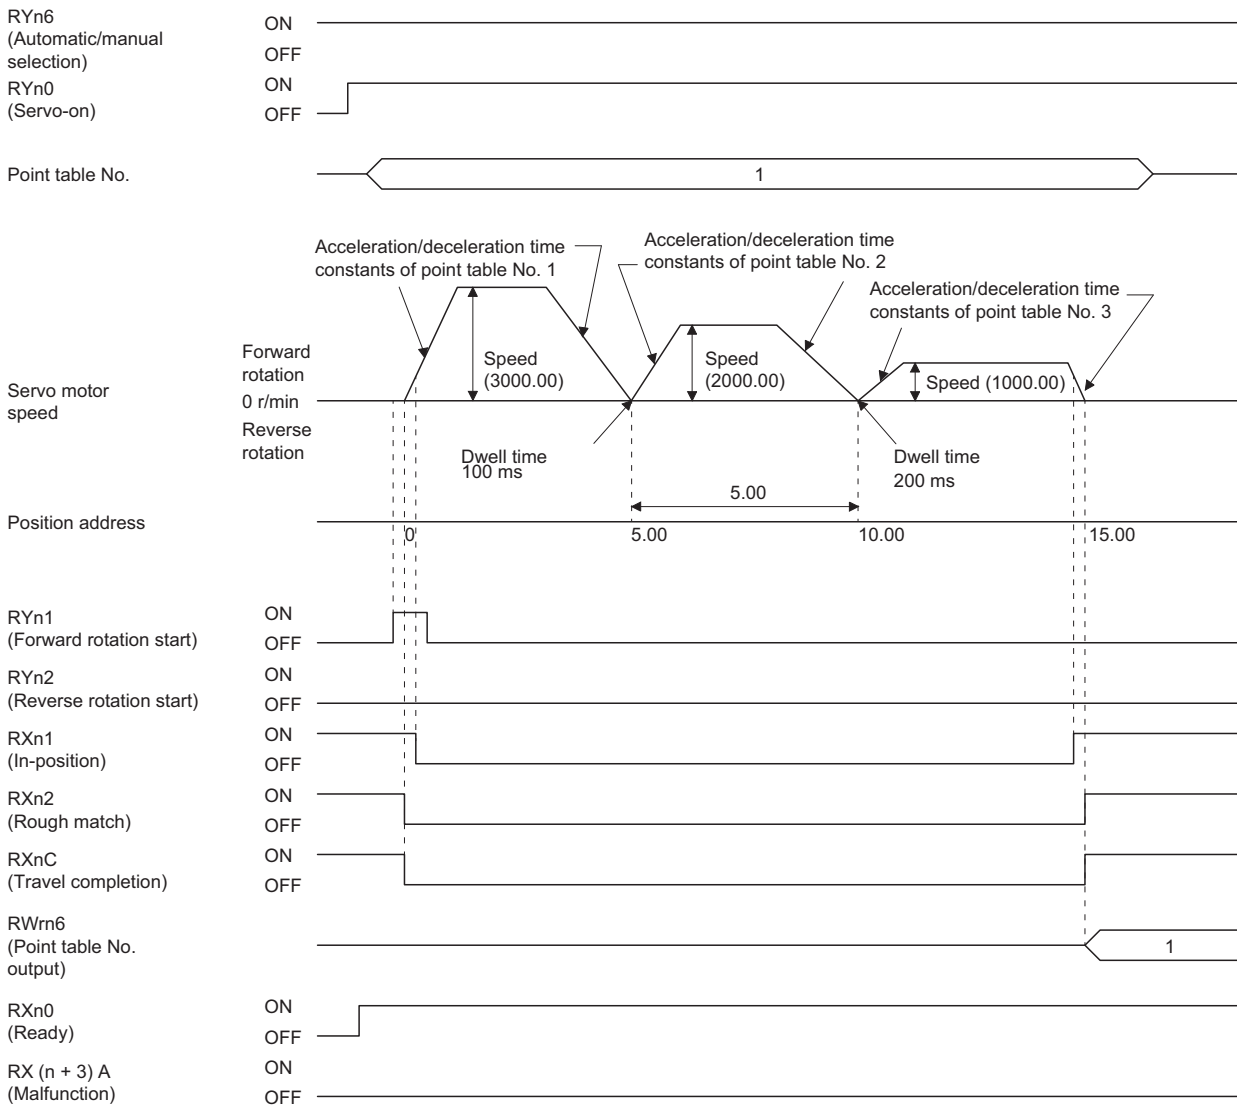 RYn6
(Automatic/manual
selection)
ON
OFF
RYn0
(Servo-on)
ON
OFF
Point table No.
1
Acceleration/deceleration time
constants of point table No. 1
Acceleration/deceleration time
constants of point table No. 2
Acceleration/deceleration time
constants of point table No. 3
Servo motor
speed
Forward
rotation
0 r/min
Reverse
rotation
Speed
(3000.00)
Speed
(2000.00)
Speed (1000.00)
Dwell time
100 ms
Dwell time
200 ms
5.00
Position address
0
5.00
10.00
15.00
RYn1
(Forward rotation start)
ON
OFF
RYn2
(Reverse rotation start)
ON
OFF
RXn1
(In-position)
ON
OFF
RXn2
(Rough match)
ON
OFF
RXnC
(Travel completion)
ON
OFF
RWrn6
(Point table No.
output)
1
RXn0
(Ready)
ON
OFF
RX (n + 3) A
(Malfunction)
ON
OFF